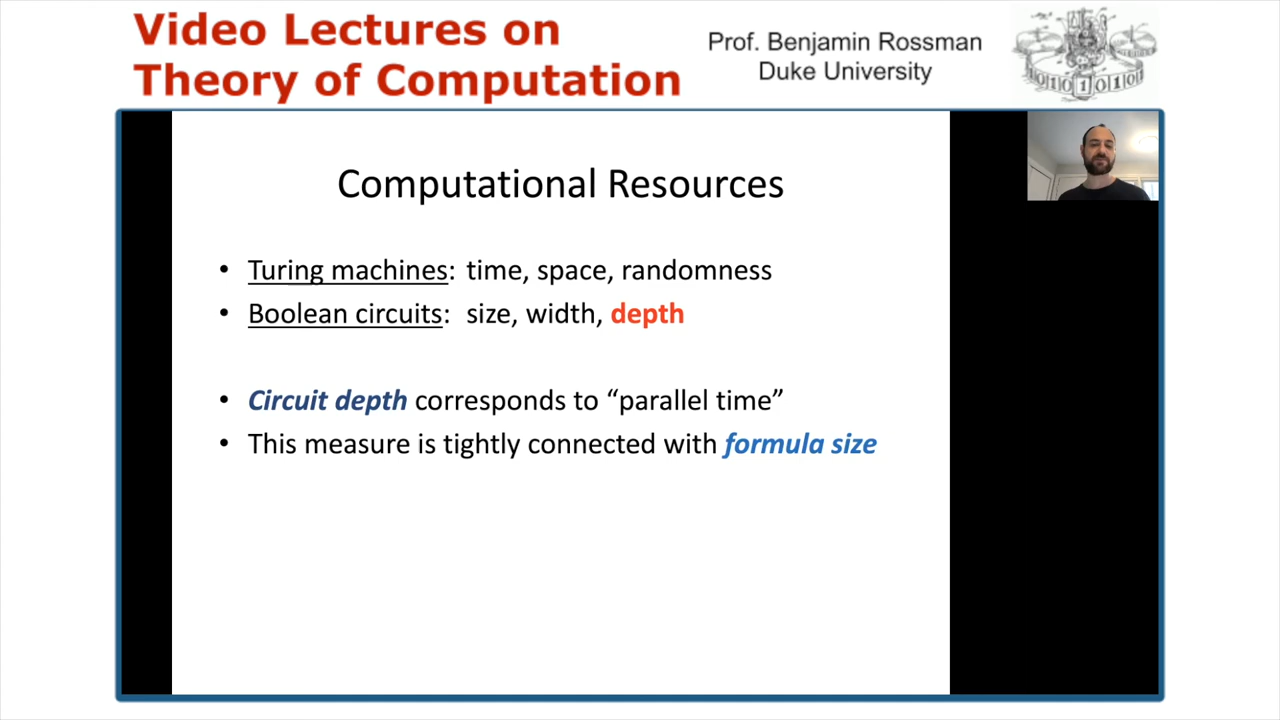 Video Lectures on
Theory of Computation
Prof. Benjamin Rossman
Duke University
Computational Resources
• Turing machines: time, space, randomness
• Boolean circuits: size, width, depth
• Circuit depth corresponds to “parallel time”
• This measure is tightly connected with formula size